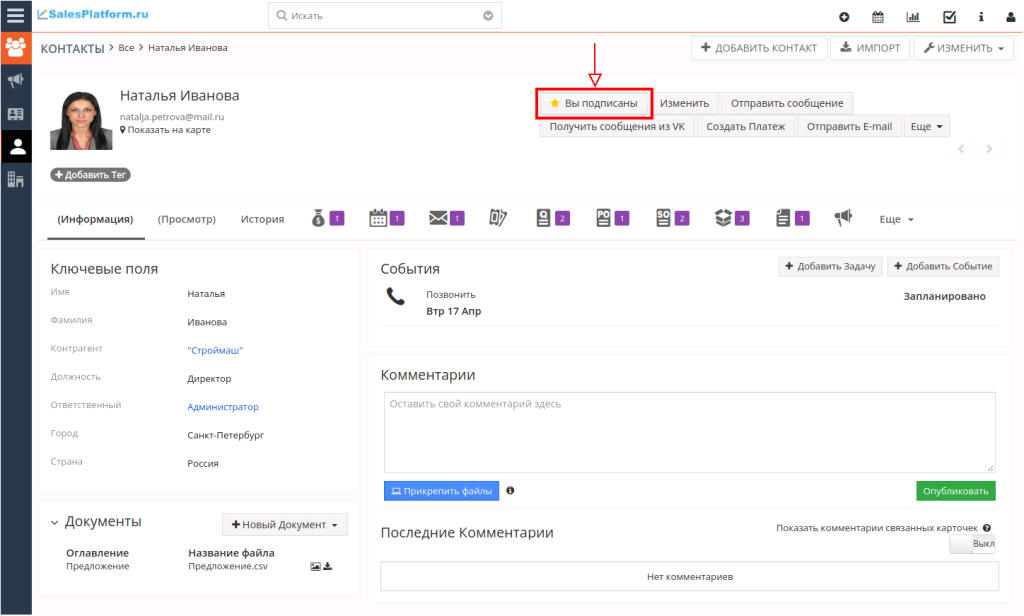 SalesPlatform.ru
Искать
КОНТАКТЫ > Все > Наталья Иванова
ДОБАВИТЬ КОНТАКТ
ИМПОРТ
ИЗМЕНИТЬ
Наталья Иванова
natalja.petrova@mail.ru
Показать на карте
Добавить Тег
Вы подписаны
Изменить
Отправить сообщение
Получить сообщения из VK
Создать Платеж
Отправить E-mail
Еще
(Информация)
(Просмотр)
История
1
1
1
Q 2
PO 1
SO 2
3
1
Еще
Ключевые поля
Имя Наталья
Фамилия Иванова
Контрагент "Строймаш"
Должность Директор
Ответственный Администратор
Город Санкт-Петербург
Страна Россия
Документы
Новый Документ
Оглавление Название файла
Предложение Предложение.csv
События
Добавить Задачу
Добавить Событие
Позвонить
Втр 17 Апр
Запланировано
Комментарии
Оставить свой комментарий здесь
Прикрепить файлы
Опубликовать
Последние Комментарии
Показать комментарии связанных карточек
Выкл
Нет комментариев